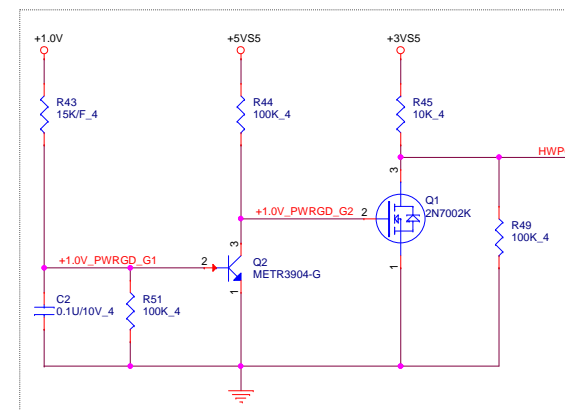 +1.0V
+5VS5
+3VS5
R43
15K/F_4
R44
100K_4
R45
10K_4
3
HWP
+1.0V_PWRGD_G2
2
Q1
2N7002K
R49
100K_4
3
+1.0V_PWRGD_G1
2
Q2
METR3904-G
1
1
C2
0.1U/10V_4
R51
100K_4